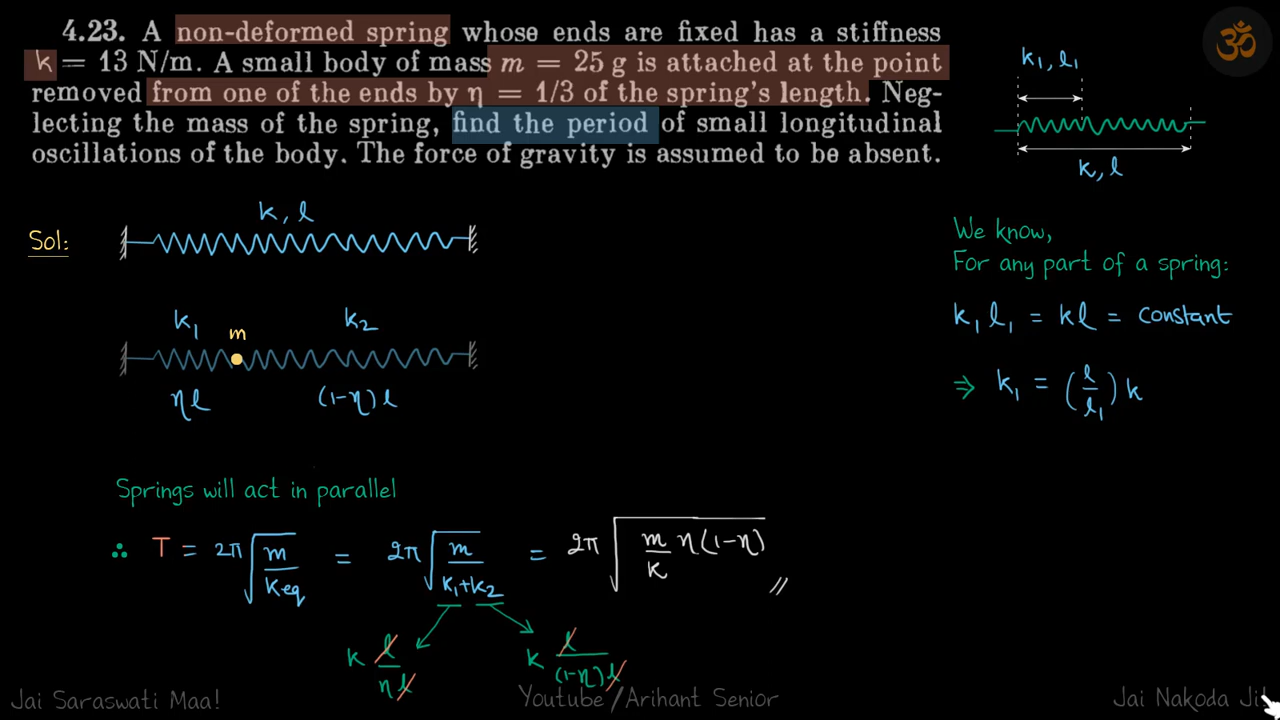 4.23. A non-deformed spring whose ends are fixed has a stiffness
k = 13 N/m. A small body of mass m = 25 g is attached at the point
removed from one of the ends by η = 1/3 of the spring's length. Neg-
lecting the mass of the spring, find the period of small longitudinal
oscillations of the body. The force of gravity is assumed to be absent.
ॐ
k₁, l₁
k, l
Sol:
k, l
k₁ m k₂
ηl (1-η) l
We know,
For any part of a spring:
k₁ l₁ = kl = constant
⇒ k₁ = (l/l₁) k
Springs will act in parallel
∴ T = 2π √(m/keq) = 2π √(m/(k₁+k₂)) = 2π √(m/k η(1-η)) //
k l/ηl k l/(1-η)l
Jai Saraswati Maa! Youtube/Arihant Senior Jai Nakoda Ji!